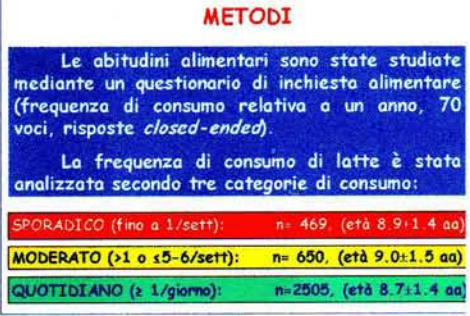 METODI
Le abitudini alimentari sono state studiate
mediante un questionario di inchiesta alimentare
(frequenza di consumo relativa a un anno, 70
voci, risposte closed-ended).
La frequenza di consumo di latte è stata
analizzata secondo tre categorie di consumo:
SPORADICO (fino a 1/sett): n= 469, (età 8.9±1.4 aa)
MODERATO (>1 o ≤5-6/sett): n= 650, (età 9.0±1.5 aa)
QUOTIDIANO (≥ 1/giorno): n=2505, (età 8.7±1.4 aa)